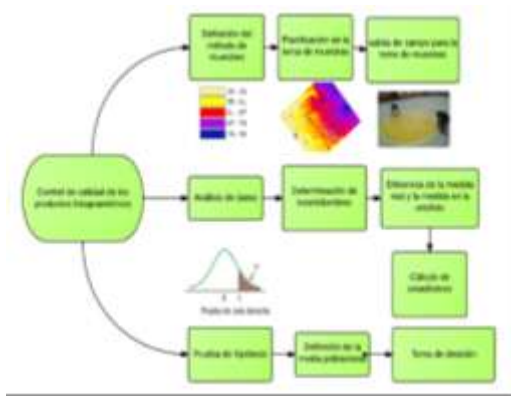 Definición del
método de
muestreo
Planificación de la
toma de muestras
salida de campo para la
toma de muestras
Control de calidad de los
productos fotogramétricos
Análisis de datos
Determinación de
incertidumbres
Diferencia de la medida
real y la medida en la
Cálculo de
estadísticos
Prueba de cola derecha
Prueba de hipótesis
Definición de la
media poblacional
Toma de decisión